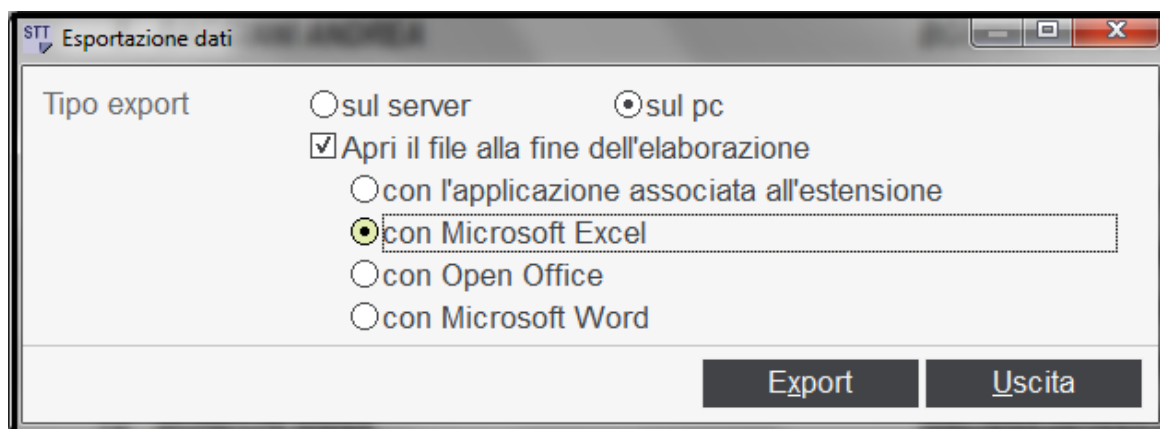 STT Esportazione dati
Tipo export sul server sul pc
Apri il file alla fine dell'elaborazione
con l'applicazione associata all'estensione
con Microsoft Excel
con Open Office
con Microsoft Word
Export Uscita